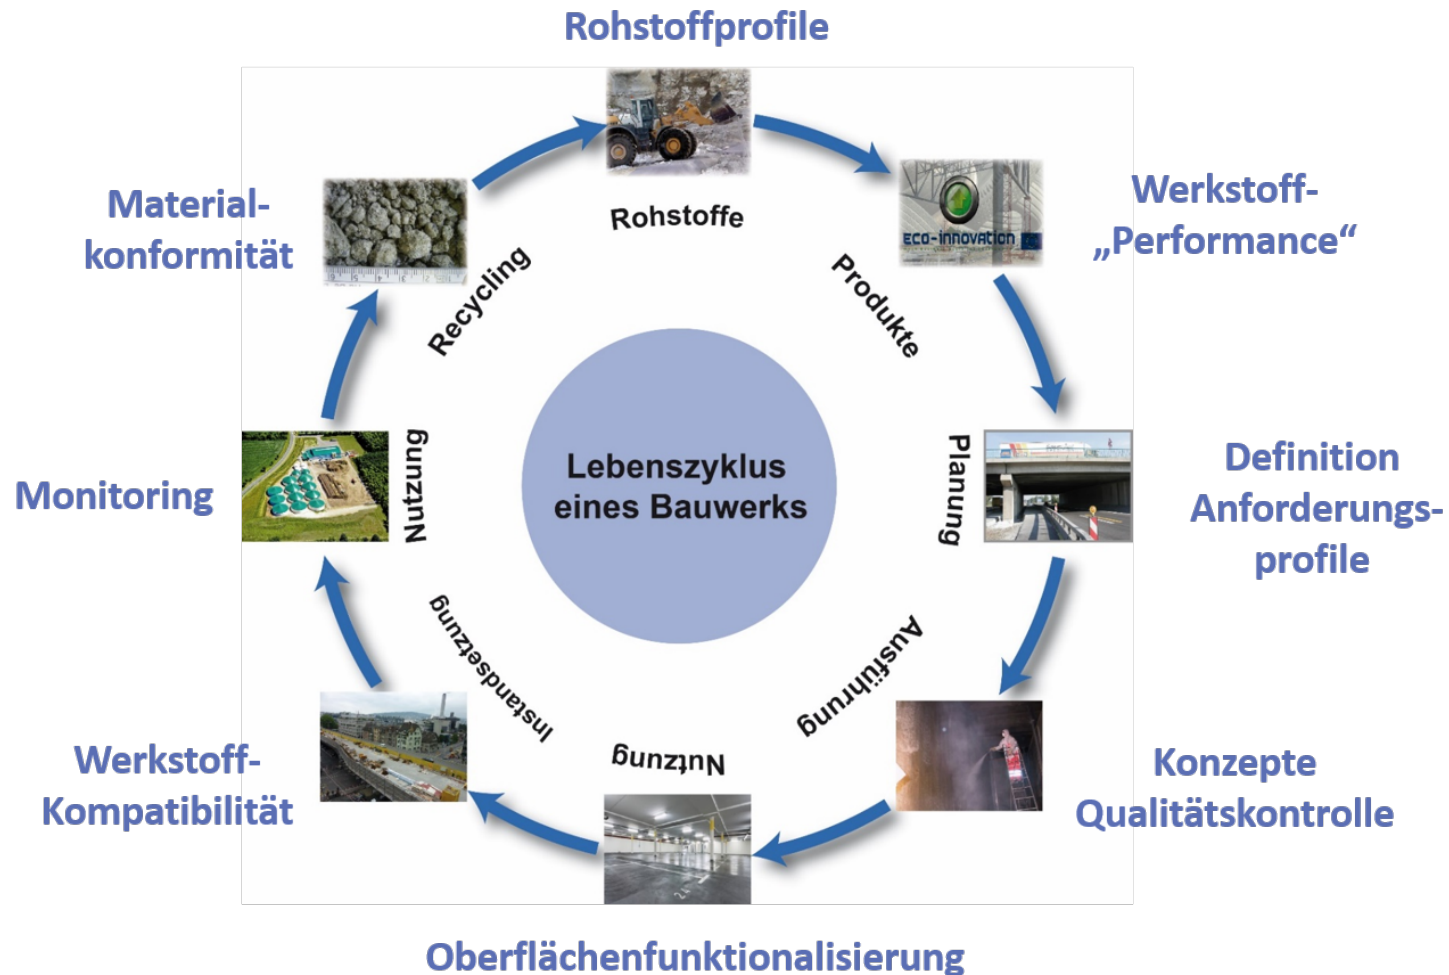 Rohstoffprofile
Rohstoffe
Werkstoff-
„Performance“
ECO-INNOVATION
Produkte
Definition
Anforderungs-
profile
Planung
Konzepte
Qualitätskontrolle
Ausführung
Oberflächenfunktionalisierung
Nutzung
24
Werkstoff-
Kompatibilität
Instandsetzung
Monitoring
Nutzung
Material-
konformität
Recycling
Lebenszyklus
eines Bauwerks